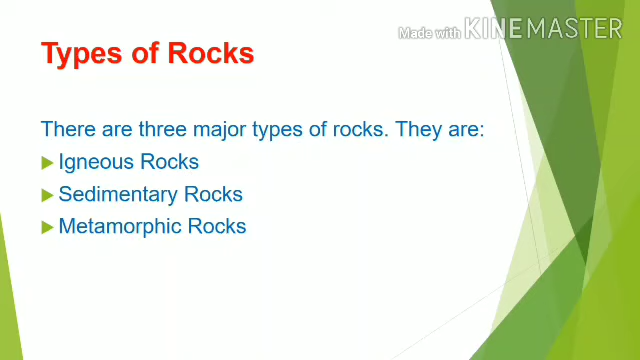 Made with KINEMASTER
Types of Rocks
There are three major types of rocks. They are:
Igneous Rocks
Sedimentary Rocks
Metamorphic Rocks